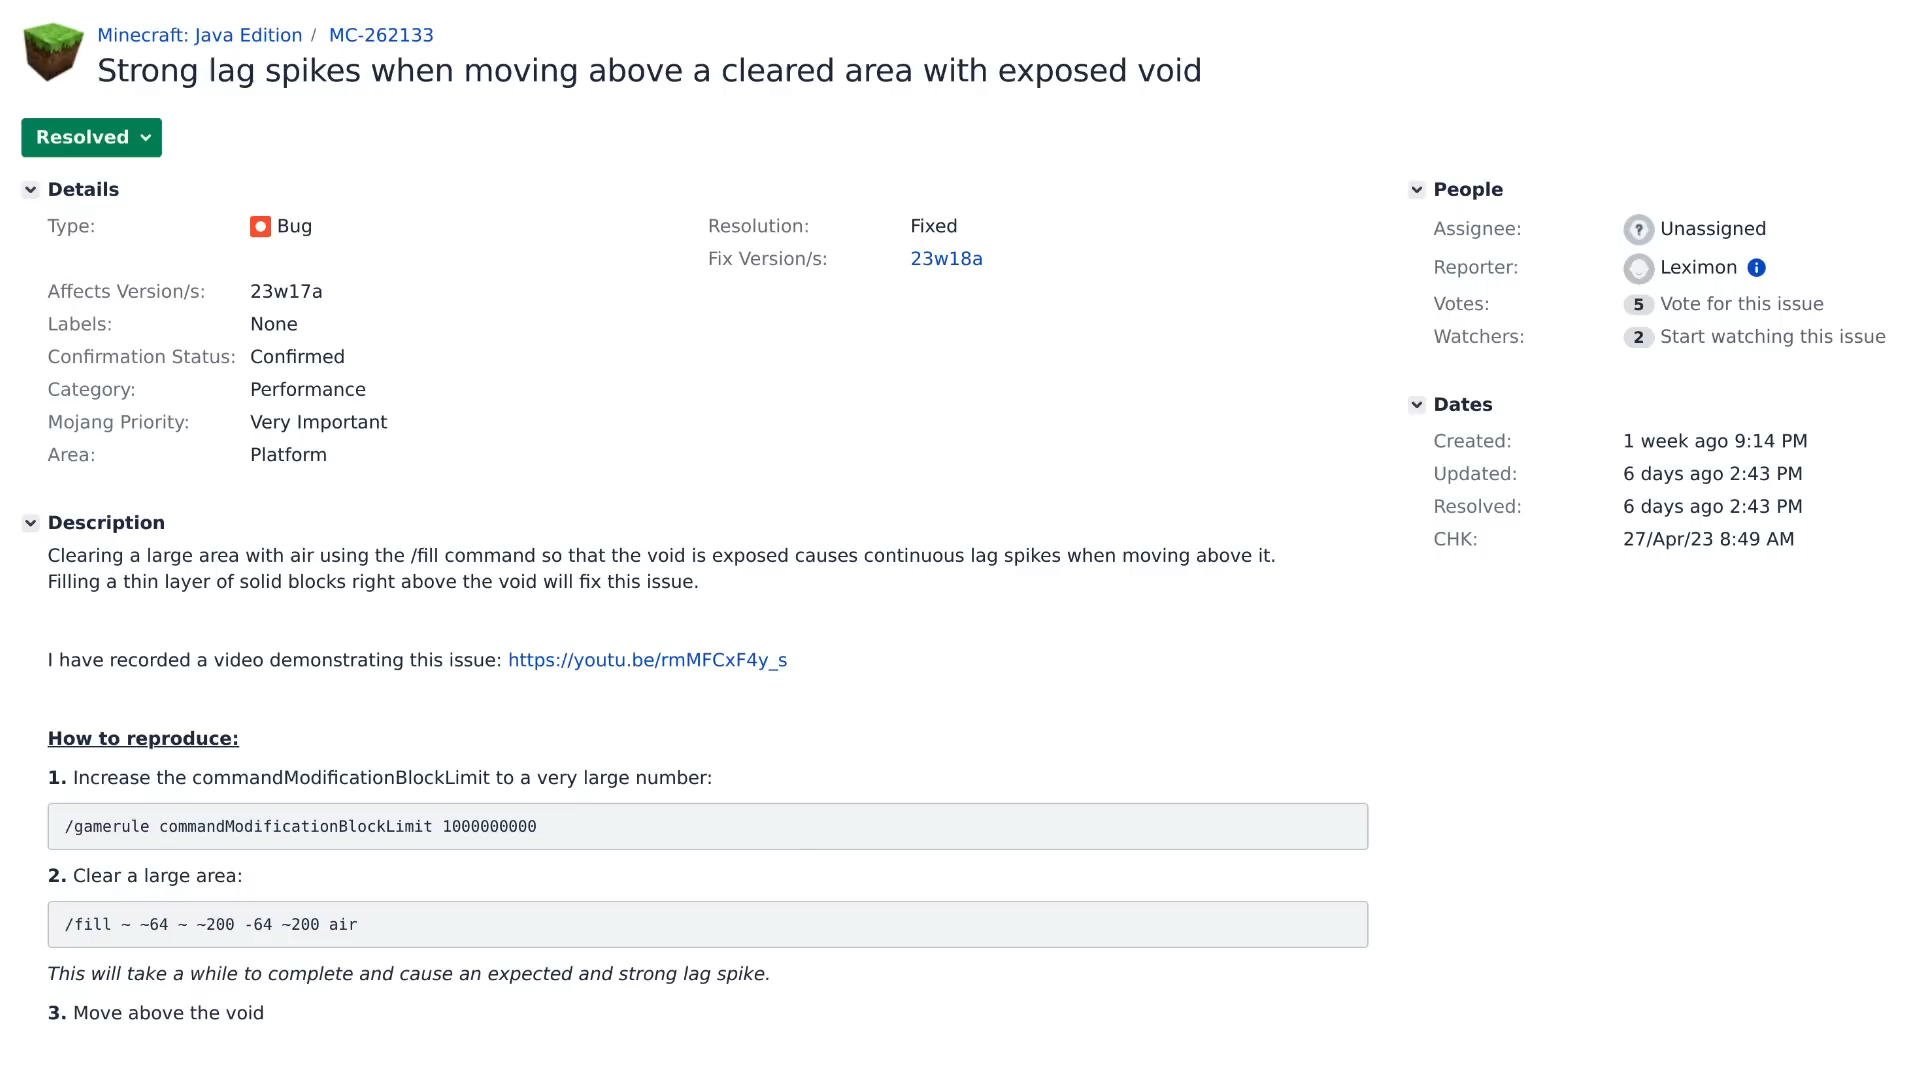 Minecraft: Java Edition / MC-262133
Strong lag spikes when moving above a cleared area with exposed void
Resolved
Details
Type: Bug
Resolution: Fixed
Fix Version/s: 23w18a
Affects Version/s: 23w17a
Labels: None
Confirmation Status: Confirmed
Category: Performance
Mojang Priority: Very Important
Area: Platform
Description
Clearing a large area with air using the /fill command so that the void is exposed causes continuous lag spikes when moving above it.
Filling a thin layer of solid blocks right above the void will fix this issue.
I have recorded a video demonstrating this issue: https://youtu.be/rmMFCxF4y_s
How to reproduce:
1. Increase the commandModificationBlockLimit to a very large number:
/gamerule commandModificationBlockLimit 1000000000
2. Clear a large area:
/fill ~ ~64 ~ ~200 -64 ~200 air
This will take a while to complete and cause an expected and strong lag spike.
3. Move above the void
People
Assignee: ? Unassigned
Reporter: Leximon i
Votes: 5 Vote for this issue
Watchers: 2 Start watching this issue
Dates
Created: 1 week ago 9:14 PM
Updated: 6 days ago 2:43 PM
Resolved: 6 days ago 2:43 PM
CHK: 27/Apr/23 8:49 AM